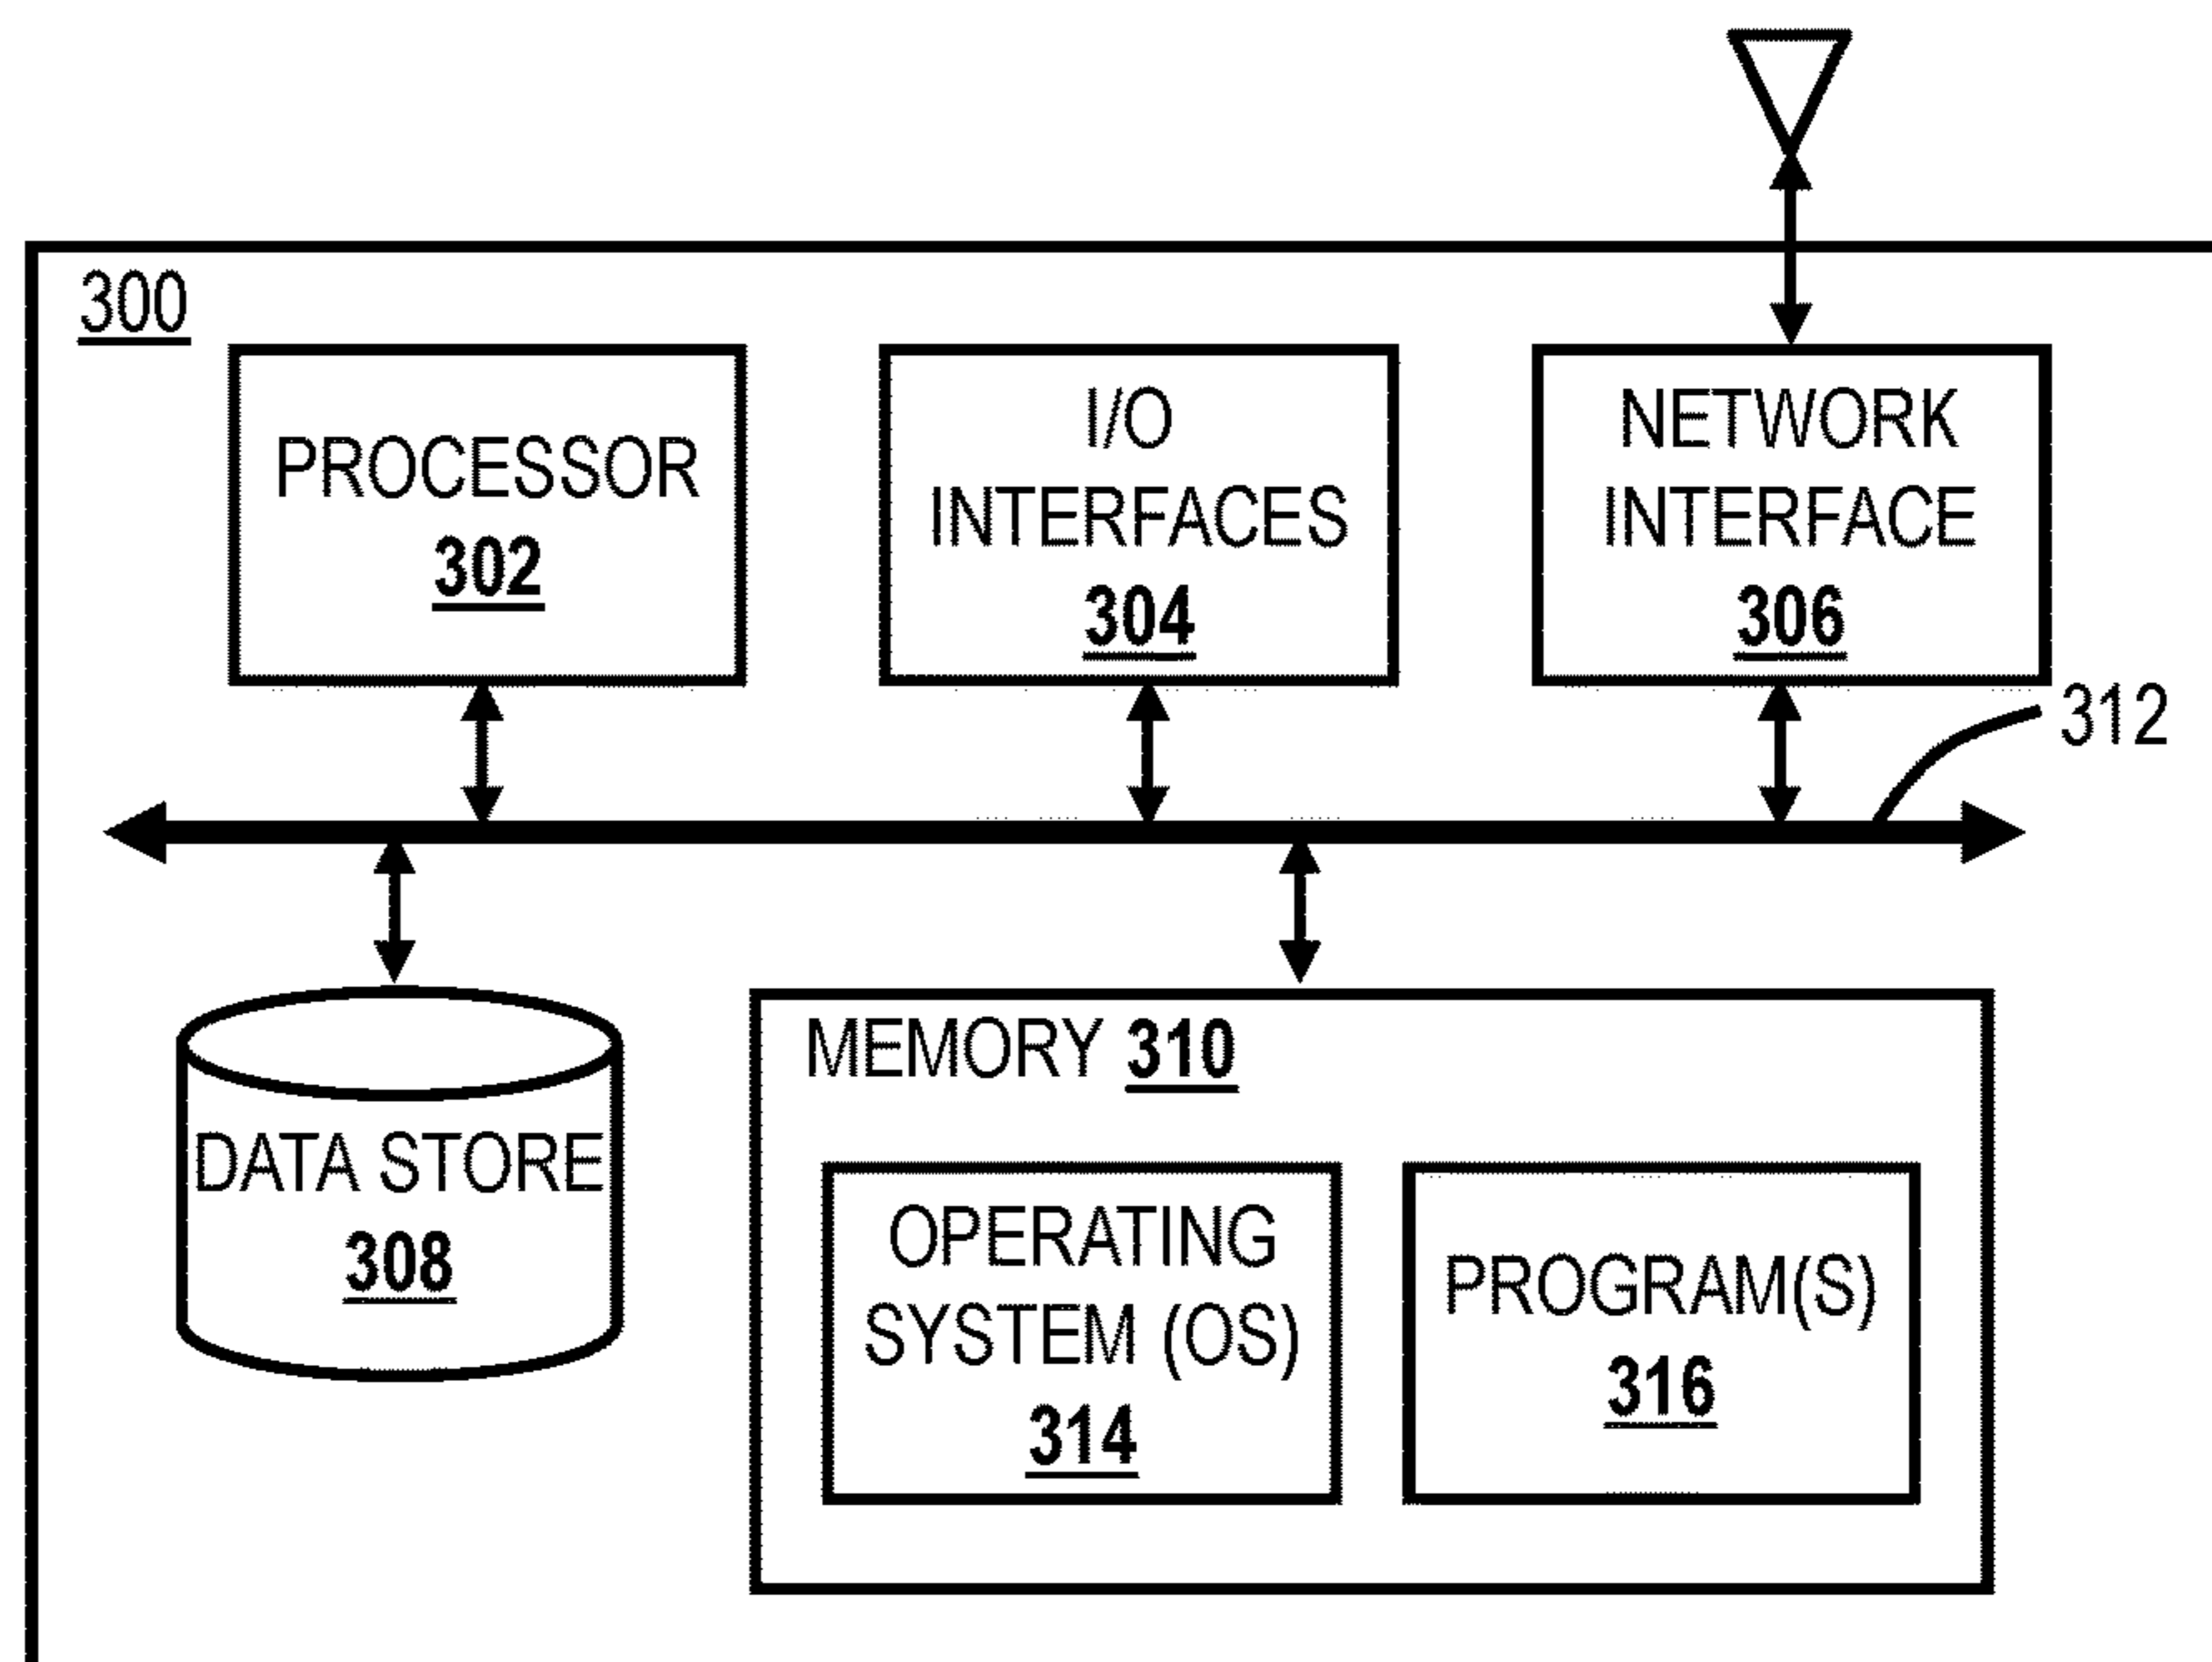 300
PROCESSOR
302
I/O
INTERFACES
304
NETWORK
INTERFACE
306
312
DATA STORE
308
MEMORY 310
OPERATING
SYSTEM (OS)
314
PROGRAM(S)
316